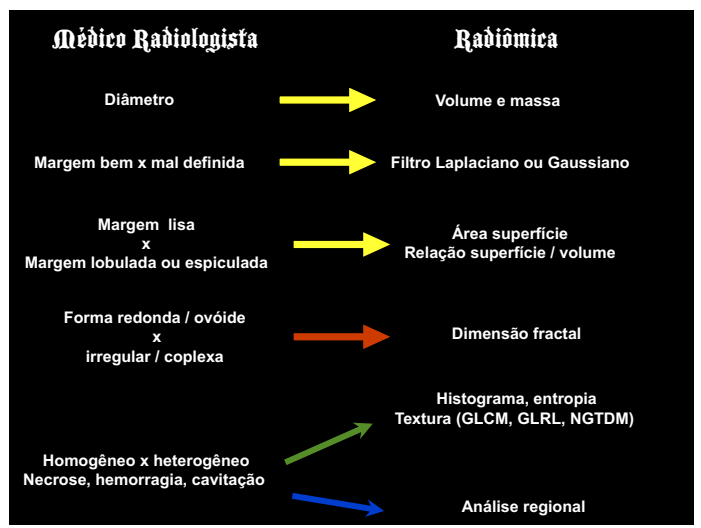 Médico Radiologista
Radiômica
Diâmetro
Volume e massa
Margem bem x mal definida
Filtro Laplaciano ou Gaussiano
Margem lisa
x
Margem lobulada ou espiculada
Área superfície
Relação superfície / volume
Forma redonda / ovóide
x
irregular / coplexa
Dimensão fractal
Homogêneo x heterogêneo
Necrose, hemorragia, cavitação
Histograma, entropia
Textura (GLCM, GLRL, NGTDM)
Análise regional